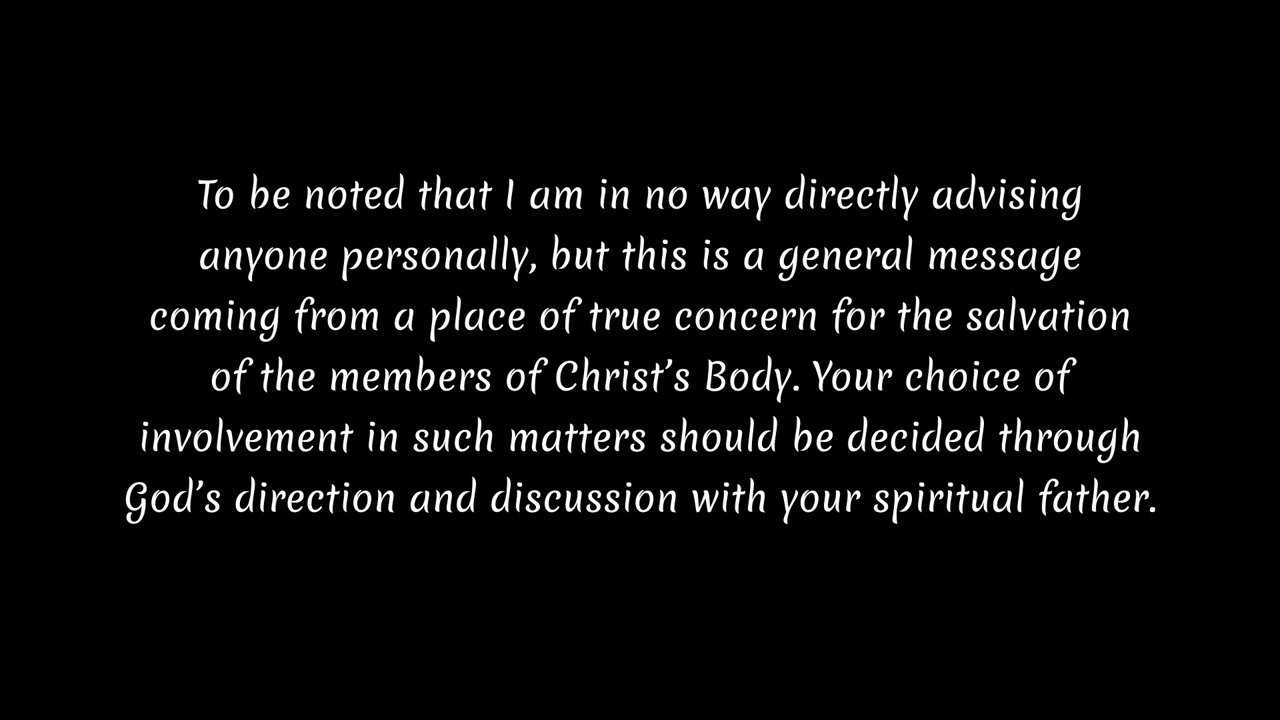 To be noted that I am in no way directly advising
anyone personally, but this is a general message
coming from a place of true concern for the salvation
of the members of Christ’s Body. Your choice of
involvement in such matters should be decided through
God’s direction and discussion with your spiritual father.